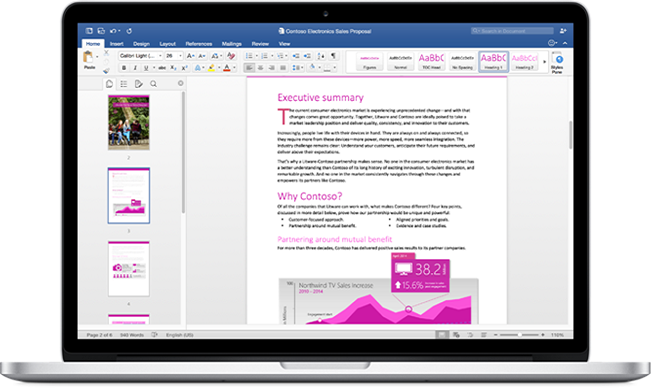 Contoso Electronics Sales Proposal
Search in Document
Home Insert Design Layout References Mailings Review View
Paste
Calibri Light (... 26
AaBbCcDc AaBbCcDc AaBbC AaBbCcDc AaBbC AaBbCcI
Figures Normal TOC Head No Spacing Heading 1 Heading 2
Styles
Pane
2
3
4
Executive summary
The current consumer electronics market is experiencing unprecedented change—and with that
changes come great opportunity. Together, Litware and Contoso are ideally poised to take a
market leadership position and deliver quality, consistency, and innovation to their customers.
Increasingly, people live life with their devices in hand. They are always on and always connected, so
they require more from these devices—more power, more speed, more seamless integration. The
industry challenge remains clear: Understand your customers, anticipate their future requirements, and
deliver above their expectations.
That's why a Litware-Contoso partnership makes sense. No one in the consumer electronics market has
a better understanding than Contoso of its long history of exciting innovation, turbulent disruption, and
remarkable growth. And no one in the market consistently navigates through these changes and
empowers its partners like Contoso.
Why Contoso?
Of all the companies that Litware can work with, what makes Contoso different? Four key points,
discussed in more detail below, prove how our partnership would be unique and powerful:
• Customer-focused approach. • Aligned priorities and goals.
• Partnership around mutual benefit. • Evidence and case studies.
Partnering around mutual benefit
For more than three decades, Contoso has delivered positive sales results to its partner companies.
38.2
15.6%
Northwind TV Sales Increase
2010 - 2014
Page 2 of 6 340 Words English (US) 116%